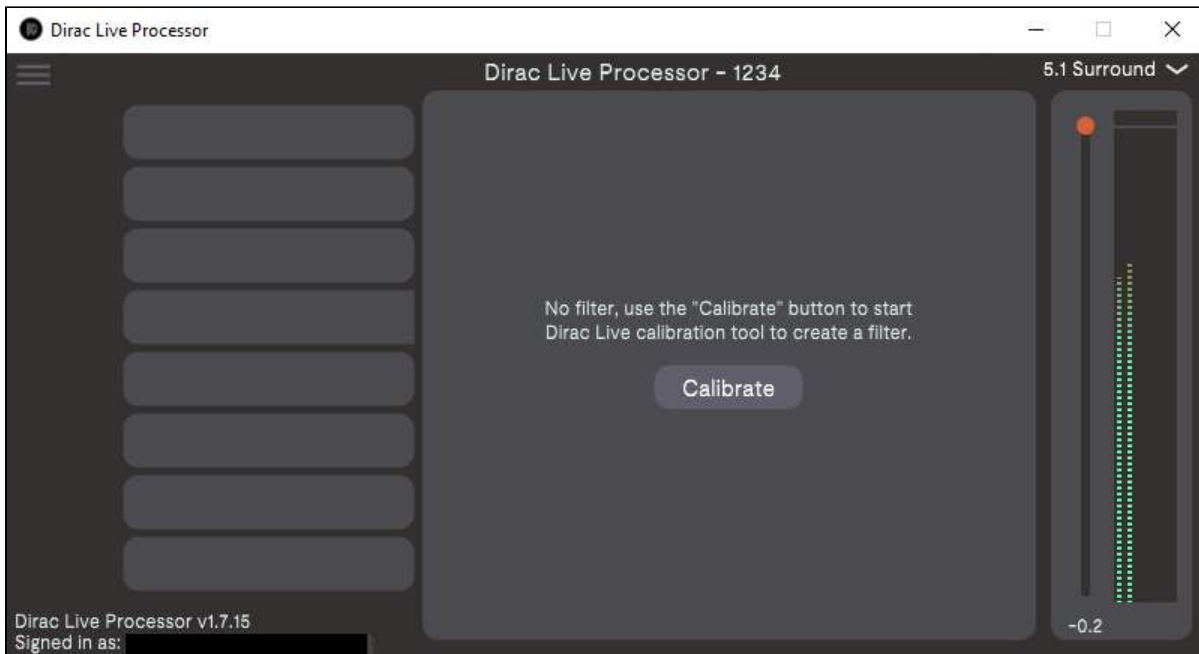 Dirac Live Processor
Dirac Live Processor - 1234
5.1 Surround
No filter, use the "Calibrate" button to start
Dirac Live calibration tool to create a filter.
Calibrate
-0.2
Dirac Live Processor v1.7.15
Signed in as: